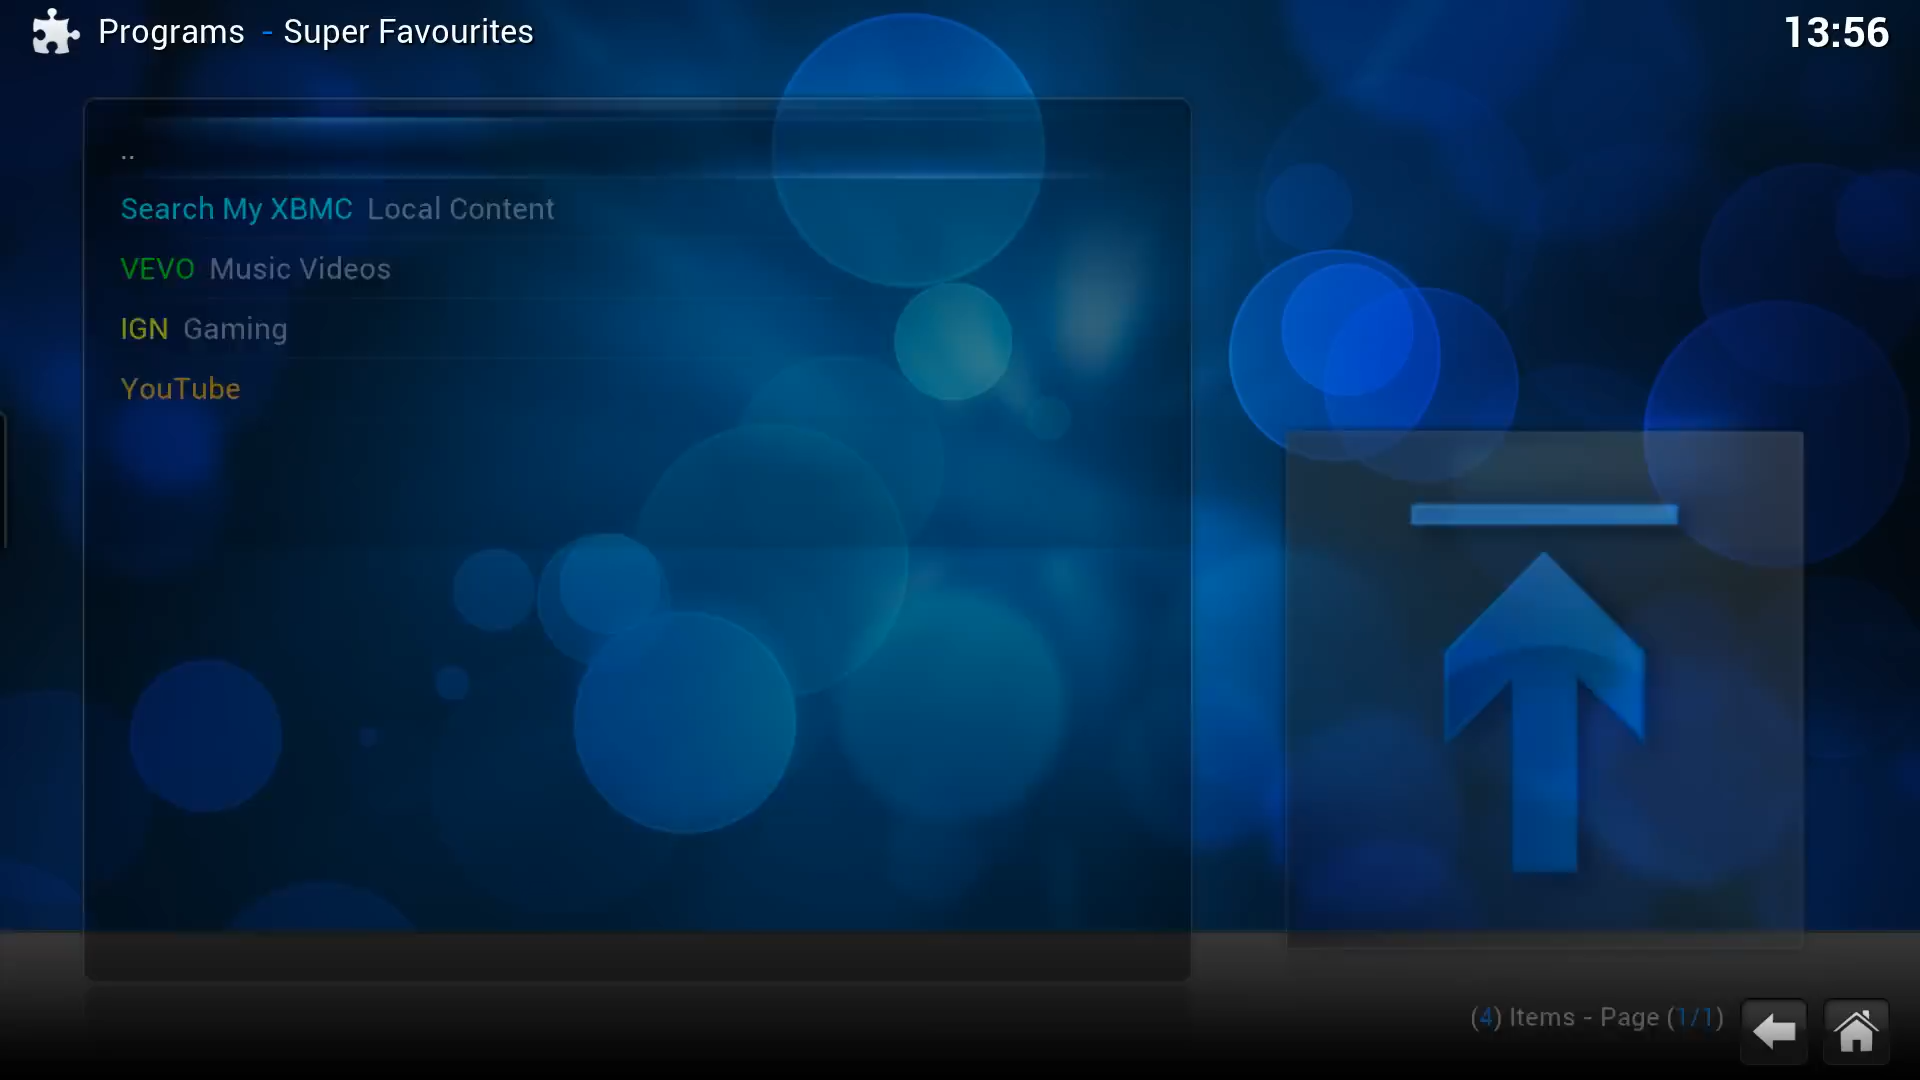 Programs - Super Favourites
13:56
..
Search My XBMC Local Content
VEVO Music Videos
IGN Gaming
YouTube
(4) Items - Page (1/1)